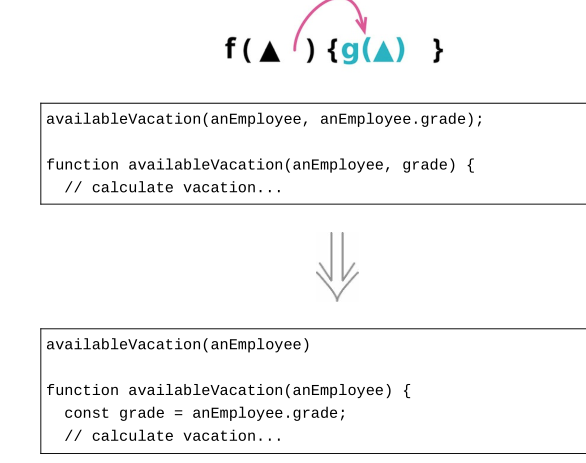 f(▲ ) {g(▲) }
availableVacation(anEmployee, anEmployee.grade);
function availableVacation(anEmployee, grade) {
// calculate vacation...
availableVacation(anEmployee)
function availableVacation(anEmployee) {
const grade = anEmployee.grade;
// calculate vacation...